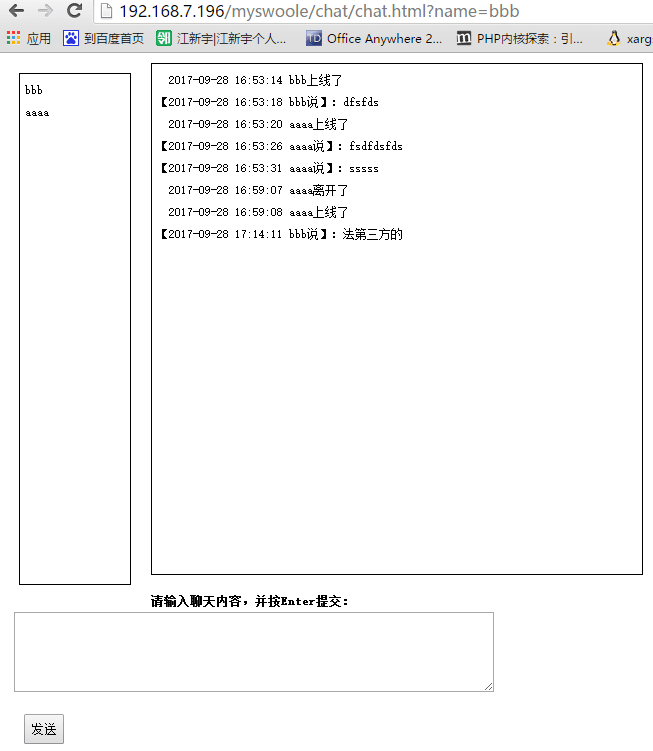 192.168.7.196/myswoole/chat/chat.html?name=bbb
应用 到百度首页 江新宇|江新宇个人... Office Anywhere 2... PHP内核探索：引... xarg
bbb
aaaa
2017-09-28 16:53:14 bbb上线了
【2017-09-28 16:53:18 bbb说】：dfsfds
2017-09-28 16:53:20 aaaa上线了
【2017-09-28 16:53:26 aaaa说】：fsdfdsfds
【2017-09-28 16:53:31 aaaa说】：sssss
2017-09-28 16:59:07 aaaa离开了
2017-09-28 16:59:08 aaaa上线了
【2017-09-28 17:14:11 bbb说】：法第三方的
请输入聊天内容，并按Enter提交：
发送